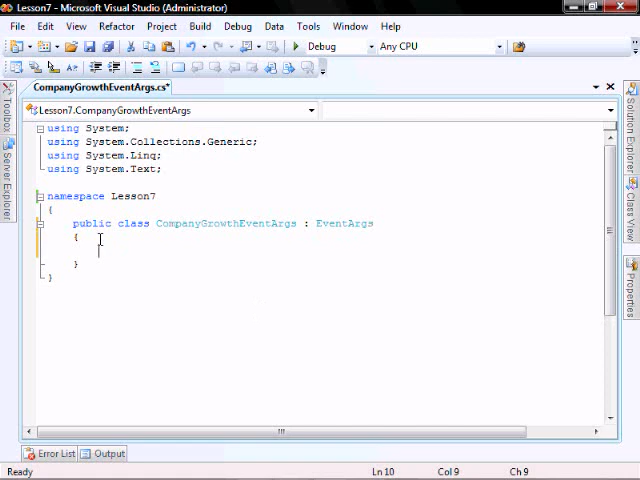 Lesson7 - Microsoft Visual Studio (Administrator)
File Edit View Refactor Project Build Debug Data Tools Window Help
Debug Any CPU
CompanyGrowthEventArgs.cs*
Lesson7.CompanyGrowthEventArgs
using System;
using System.Collections.Generic;
using System.Linq;
using System.Text;
namespace Lesson7
{
public class CompanyGrowthEventArgs : EventArgs
{
}
}
Toolbox
Server Explorer
Solution Explorer
Class View
Properties
Error List Output
Ready Ln 10 Col 9 Ch 9